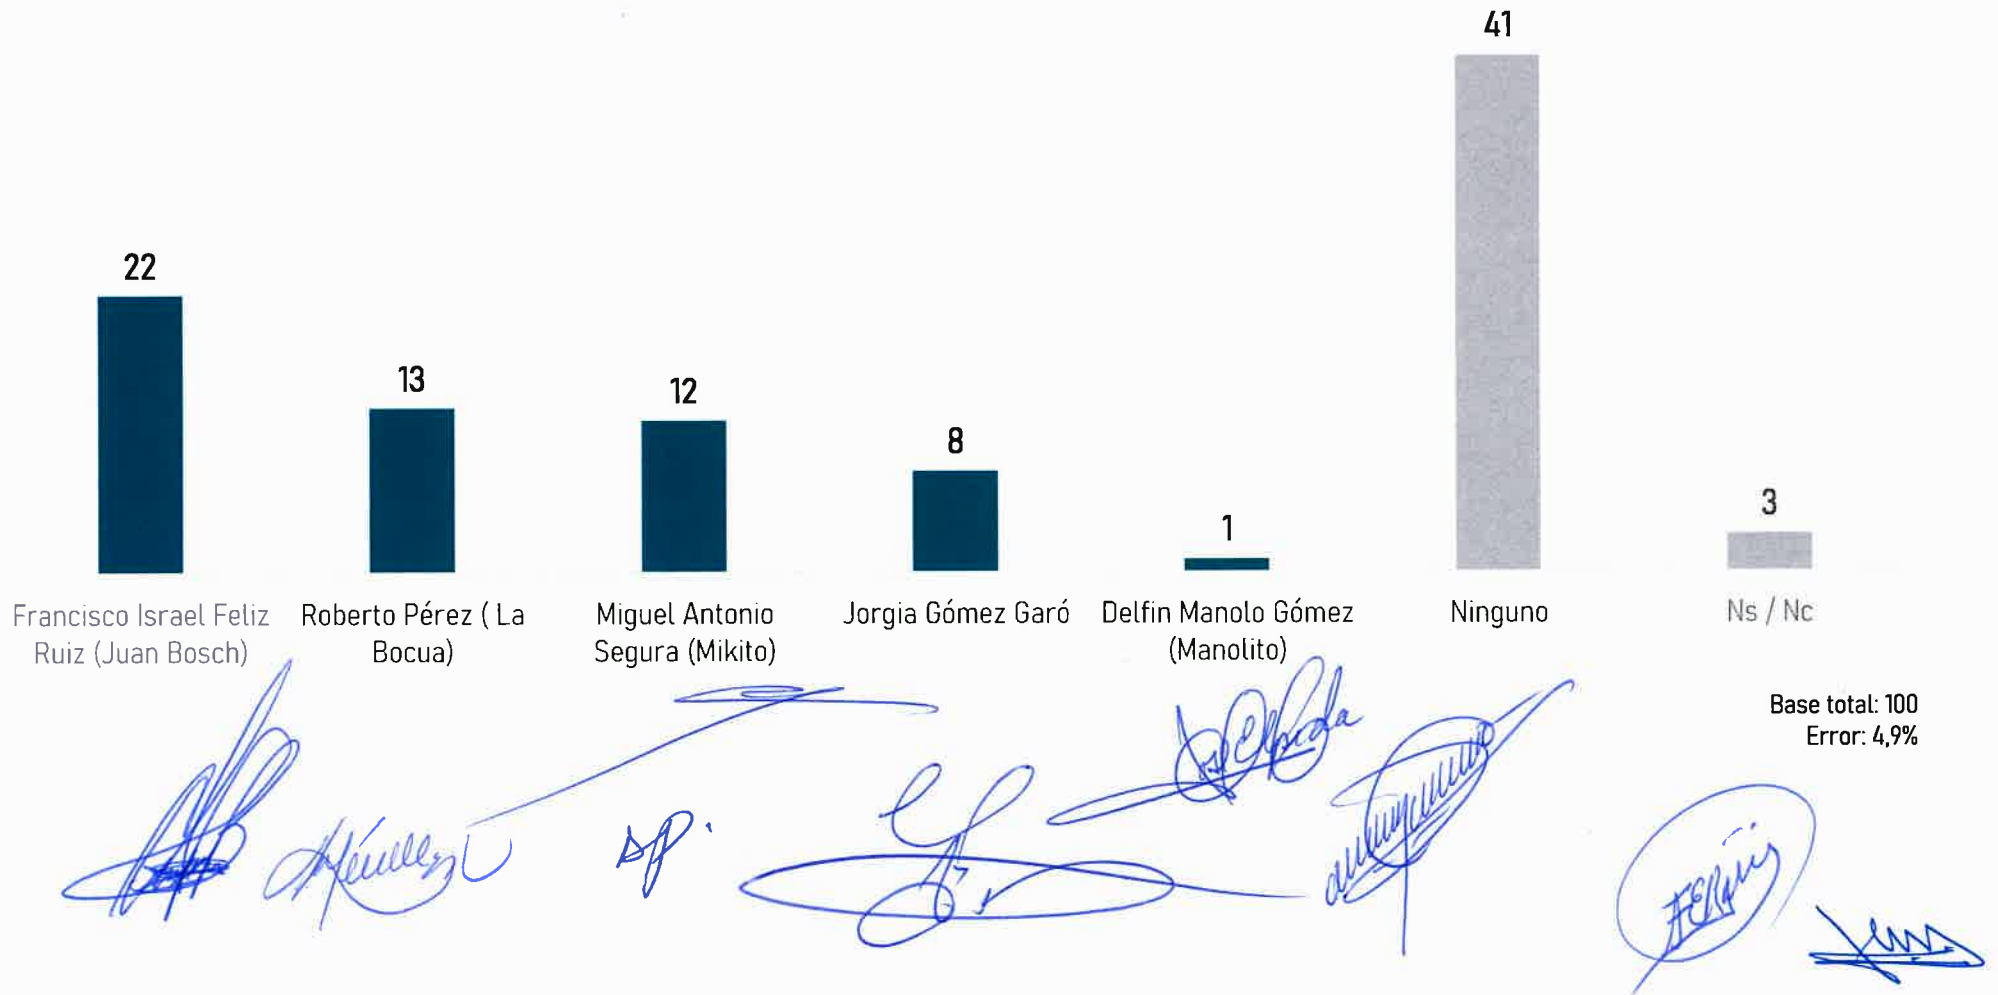 41
22
13
12
8
1
3
Francisco Israel Feliz
Ruiz (Juan Bosch)
Roberto Pérez ( La
Bocua)
Miguel Antonio
Segura (Mikito)
Jorgia Gómez Garó
Delfin Manolo Gómez
(Manolito)
Ninguno
Ns / Nc
Base total: 100
Error: 4,9%